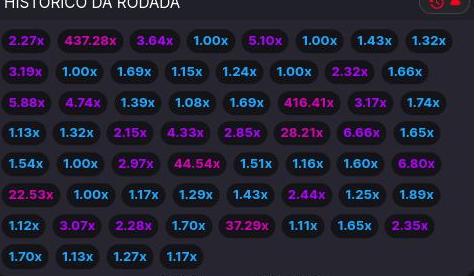 HISTÓRICO DA RODADA
2.27x 437.28x 3.64x 1.00x 5.10x 1.00x 1.43x 1.32x
3.19x 1.00x 1.69x 1.15x 1.24x 1.00x 2.32x 1.66x
5.88x 4.74x 1.39x 1.08x 1.69x 416.41x 3.17x 1.74x
1.13x 1.32x 2.15x 4.33x 2.85x 28.21x 6.66x 1.65x
1.54x 1.00x 2.97x 44.54x 1.51x 1.16x 1.60x 6.80x
22.53x 1.00x 1.17x 1.29x 1.43x 2.44x 1.25x 1.89x
1.12x 3.07x 2.28x 1.70x 37.29x 1.11x 1.65x 2.35x
1.70x 1.13x 1.27x 1.17x